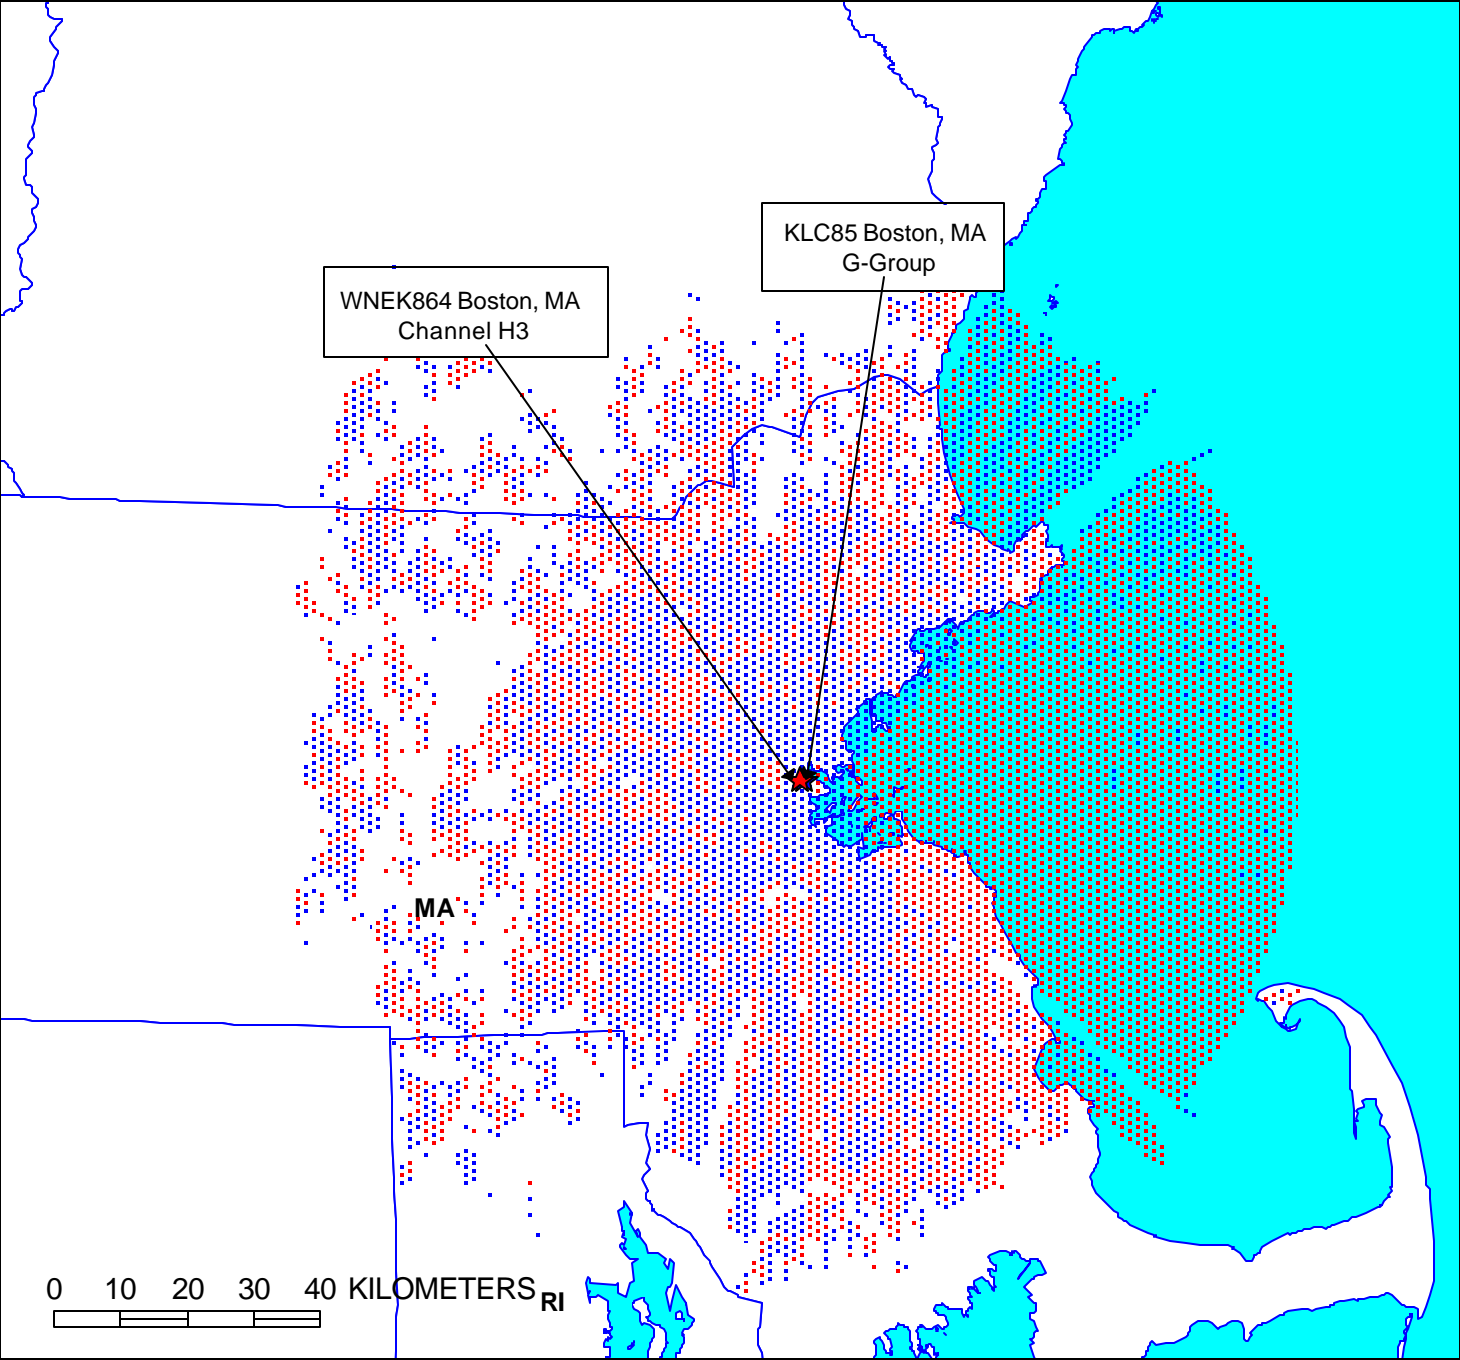 KLC85 Boston, MA
G-Group
WNEK864 Boston, MA
Channel H3
MA
0 10 20 30 40 KILOMETERS
RI